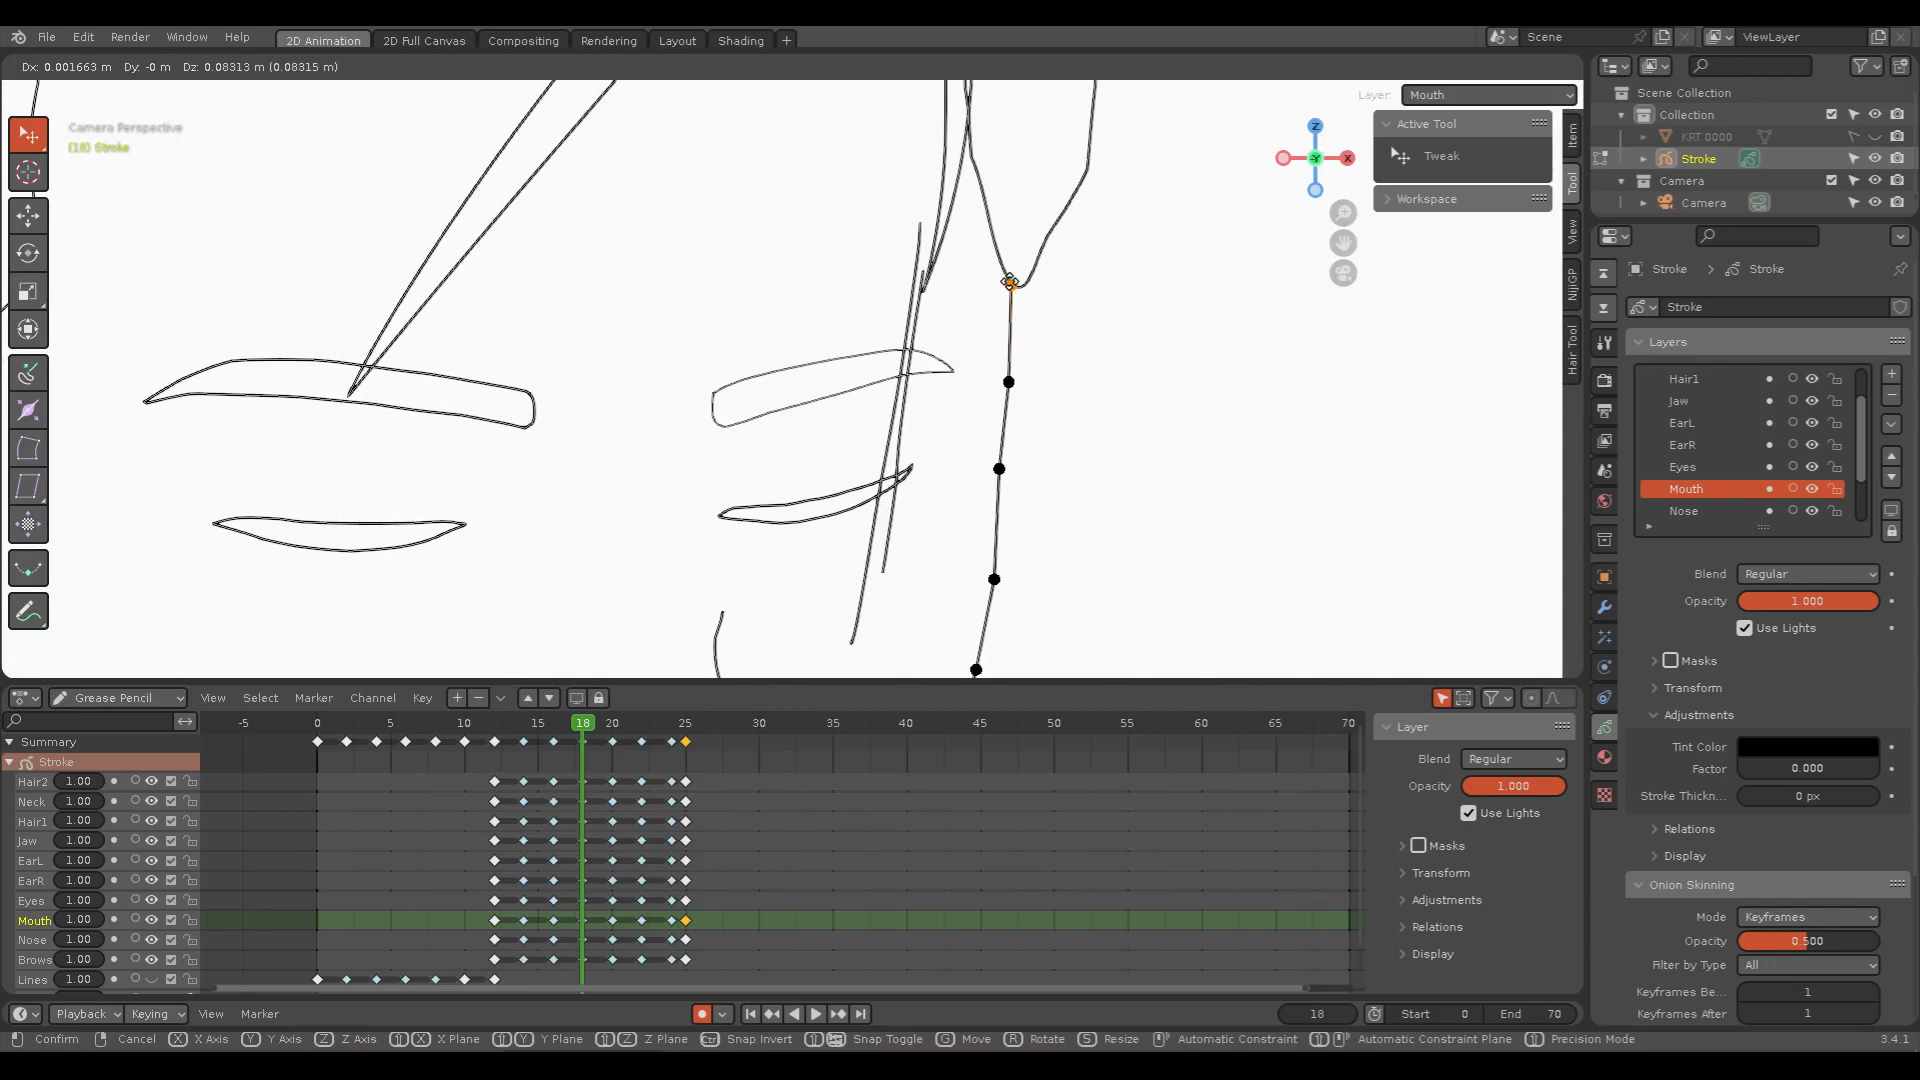 File Edit Render Window Help 2D Animation 2D Full Canvas Compositing Rendering Layout Shading Scene ViewLayer
Dx: 0.001663 m Dy: -0 m Dz: 0.08313 m (0.08315 m)
Layer Mouth
Camera Perspective
(18) Stroke
Active Tool
Tweak
Workspace
Z
-Y
X
Item
Tool
View
NijiGP
Hair Tool
Scene Collection
Collection
KRT.0000
Stroke
Camera
Camera
Stroke Stroke
Stroke
Layers
Hair1
Jaw
EarL
EarR
Eyes
Mouth
Nose
Blend Regular
Opacity 1.000
Use Lights
Masks
Transform
Adjustments
Tint Color
Factor 0.000
Stroke Thickn... 0 px
Relations
Display
Onion Skinning
Mode Keyframes
Opacity 0.500
Filter by Type All
Keyframes Be... 1
Keyframes After 1
Grease Pencil View Select Marker Channel Key
-5 0 5 10 15 18 20 25 30 35 40 45 50 55 60 65 70
Summary
Stroke
Hair2 1.00
Neck 1.00
Hair1 1.00
Jaw 1.00
EarL 1.00
EarR 1.00
Eyes 1.00
Mouth 1.00
Nose 1.00
Brows 1.00
Lines 1.00
Layer
Blend Regular
Opacity 1.000
Use Lights
Masks
Transform
Adjustments
Relations
Display
Playback Keying View Marker 18 Start 0 End 70
Confirm Cancel X X Axis Y Y Axis Z Z Axis X X Plane Y Y Plane Z Z Plane Ctrl Snap Invert Snap Toggle G Move R Rotate S Resize Automatic Constraint Automatic Constraint Plane Precision Mode 3.4.1